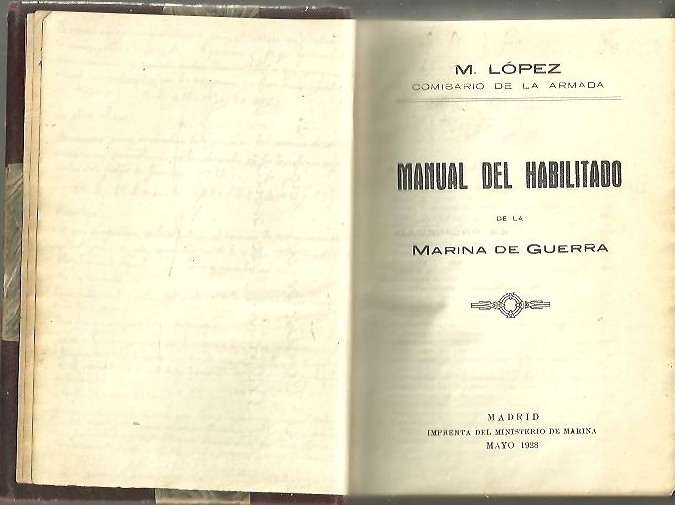 M. LÓPEZ
COMISARIO DE LA ARMADA
MANUAL DEL HABILITADO
DE LA
MARINA DE GUERRA
MADRID
IMPRENTA DEL MINISTERIO DE MARINA
MAYO 1928